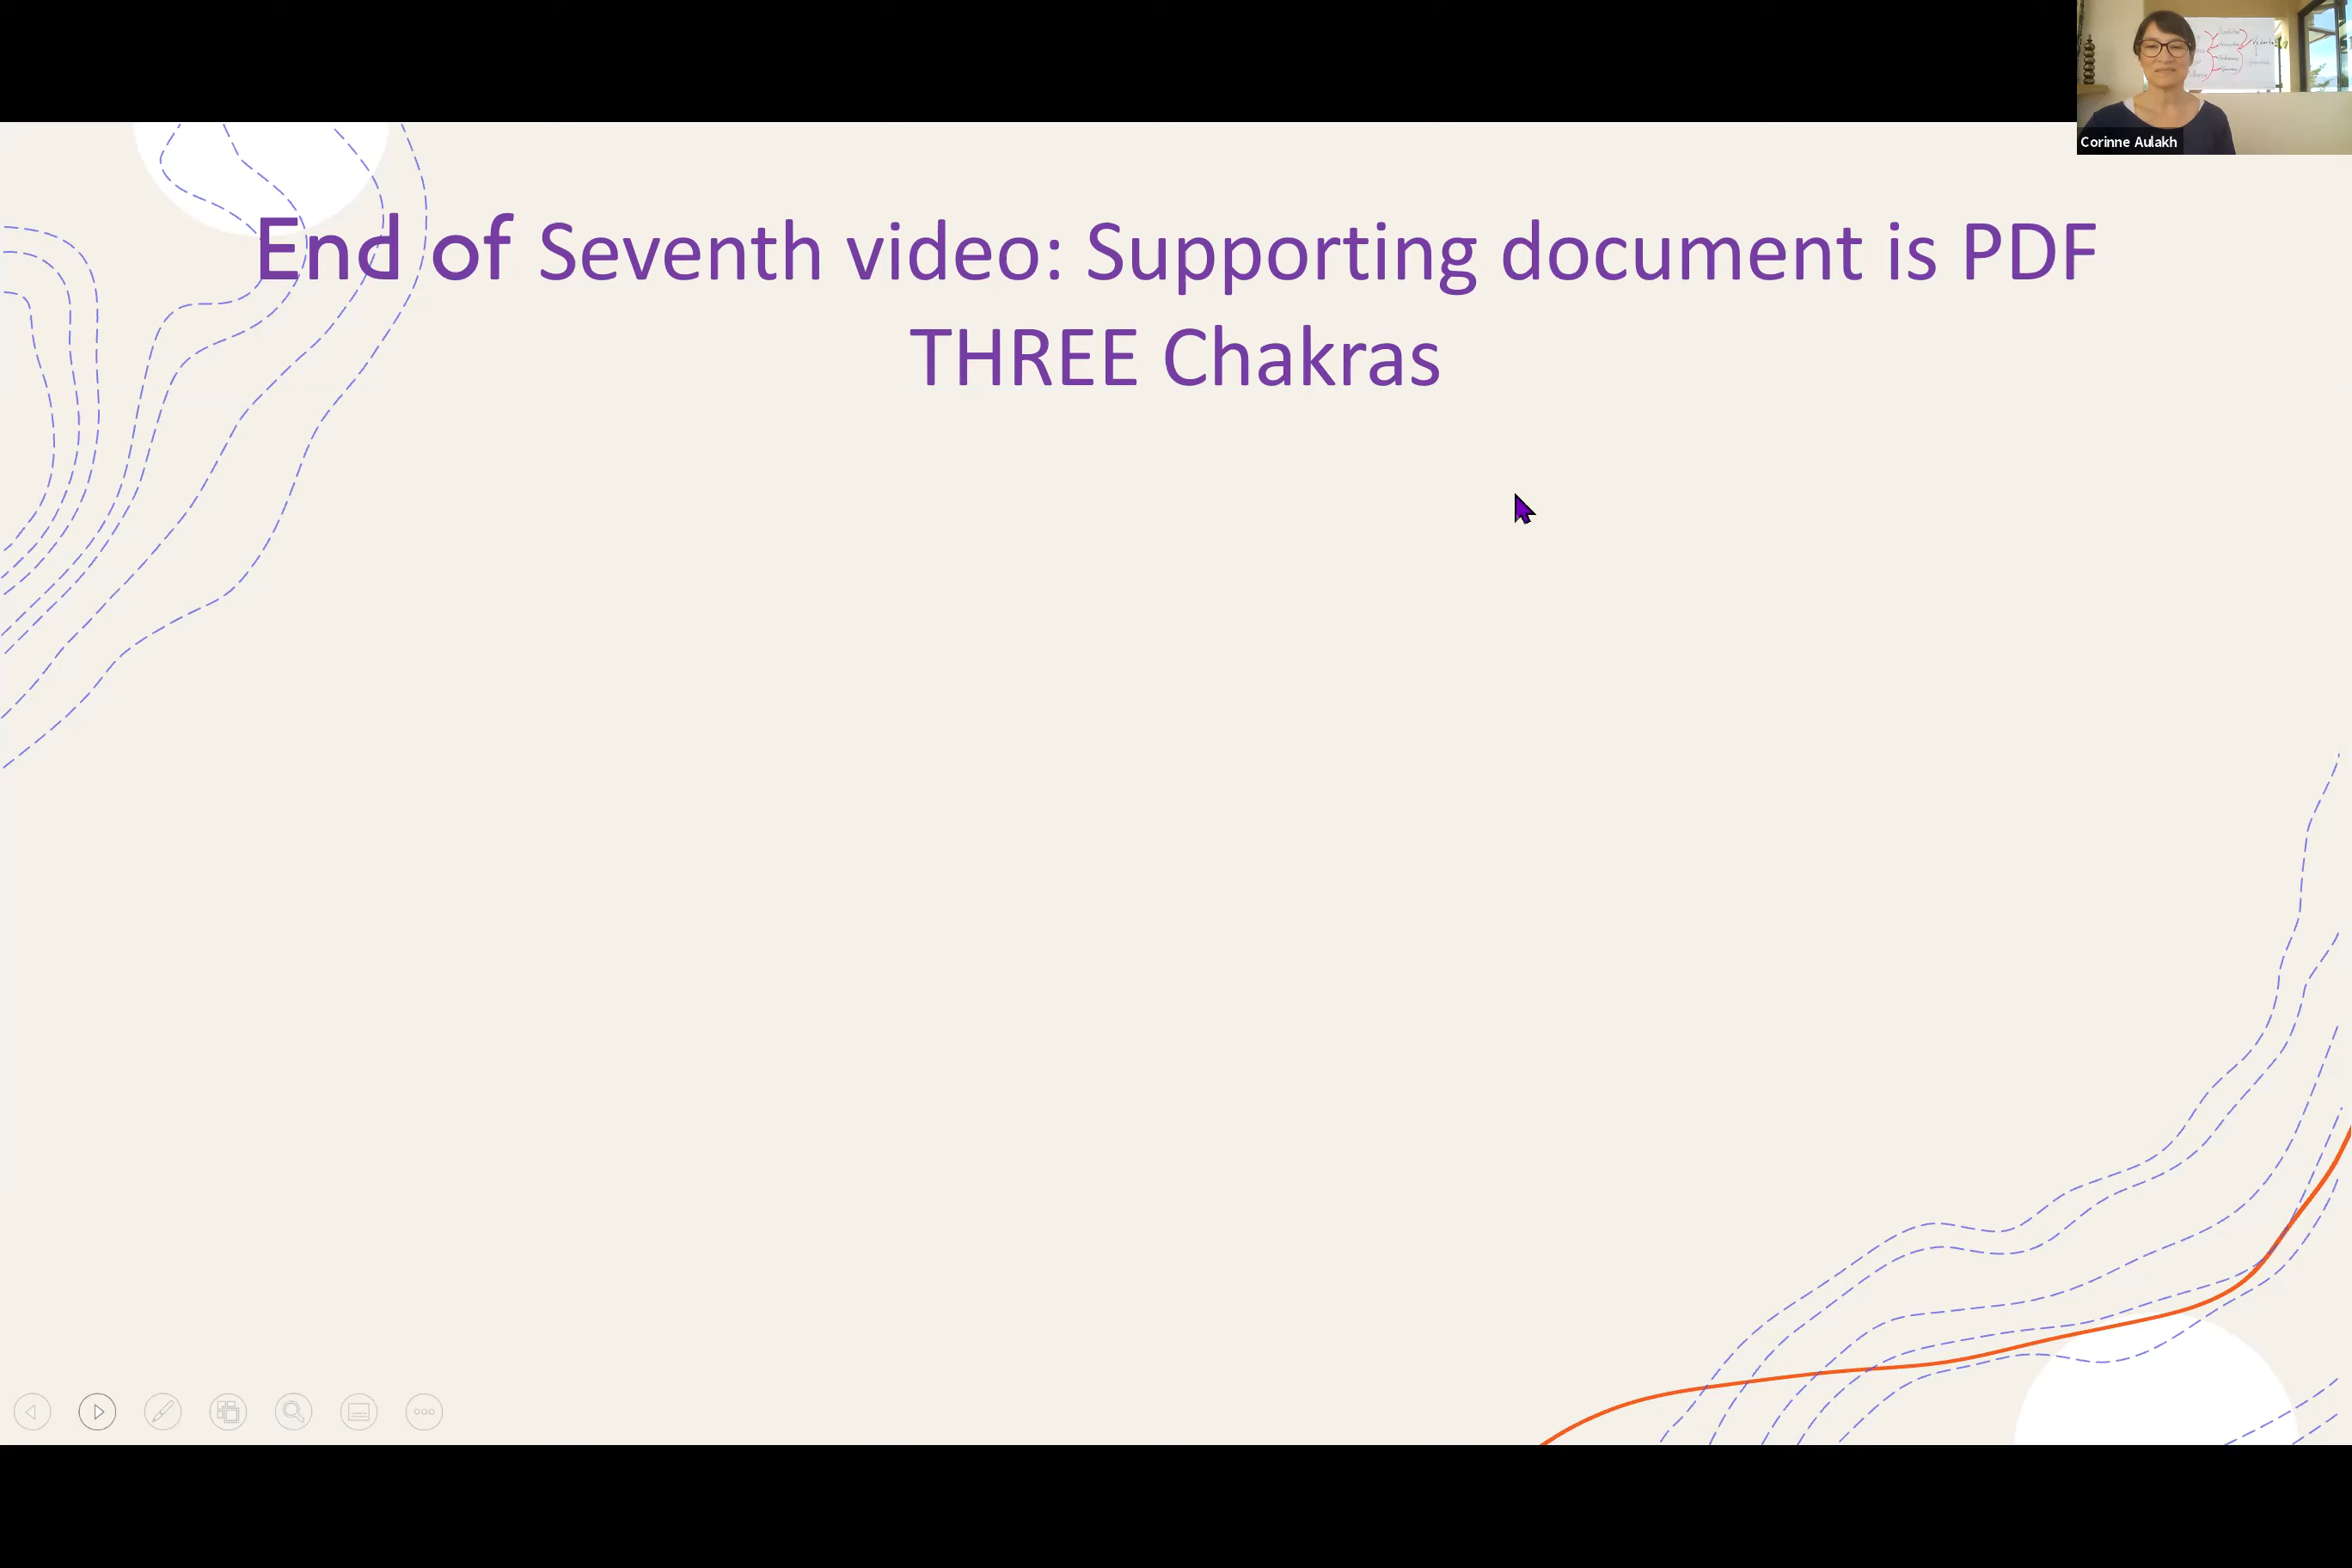 End of Seventh video: Supporting document is PDF
THREE Chakras
Corinne Aulakh